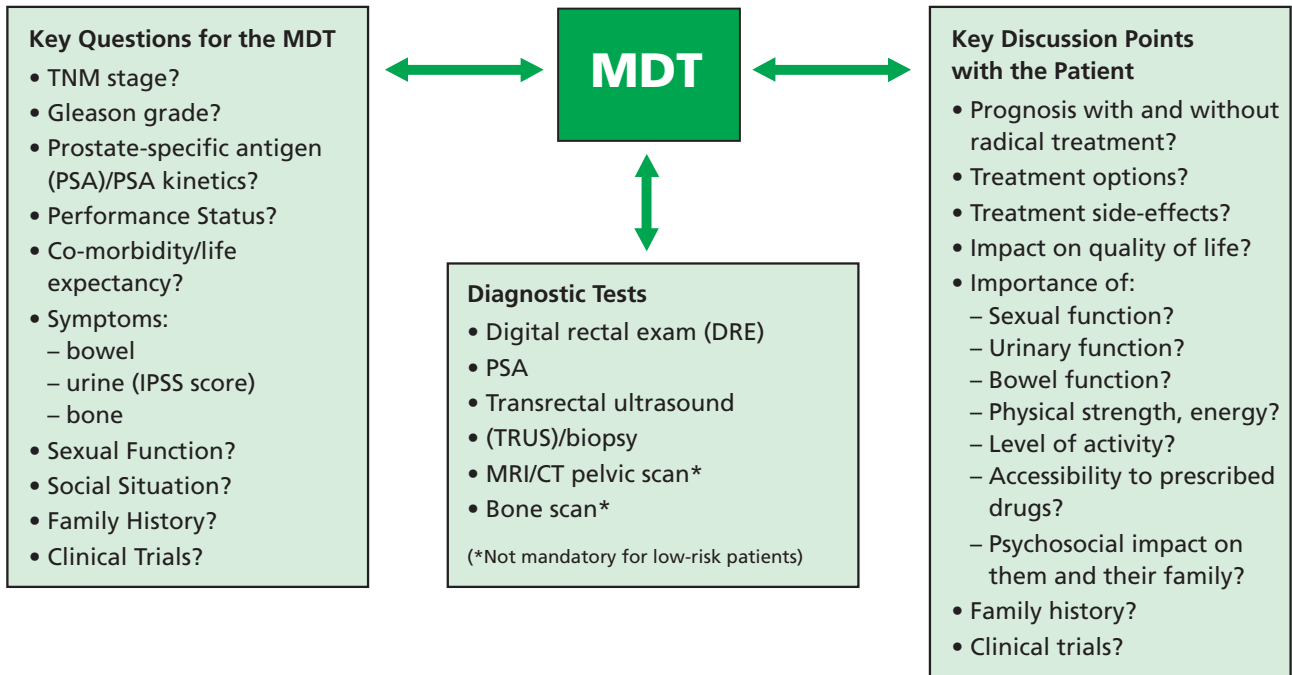 Key Questions for the MDT
• TNM stage?
• Gleason grade?
• Prostate-specific antigen
(PSA)/PSA kinetics?
• Performance Status?
• Co-morbidity/life
expectancy?
• Symptoms:
– bowel
– urine (IPSS score)
– bone
• Sexual Function?
• Social Situation?
• Family History?
• Clinical Trials?
MDT
Diagnostic Tests
• Digital rectal exam (DRE)
• PSA
• Transrectal ultrasound
• (TRUS)/biopsy
• MRI/CT pelvic scan*
• Bone scan*
(*Not mandatory for low-risk patients)
Key Discussion Points
with the Patient
• Prognosis with and without
radical treatment?
• Treatment options?
• Treatment side-effects?
• Impact on quality of life?
• Importance of:
– Sexual function?
– Urinary function?
– Bowel function?
– Physical strength, energy?
– Level of activity?
– Accessibility to prescribed
drugs?
– Psychosocial impact on
them and their family?
• Family history?
• Clinical trials?